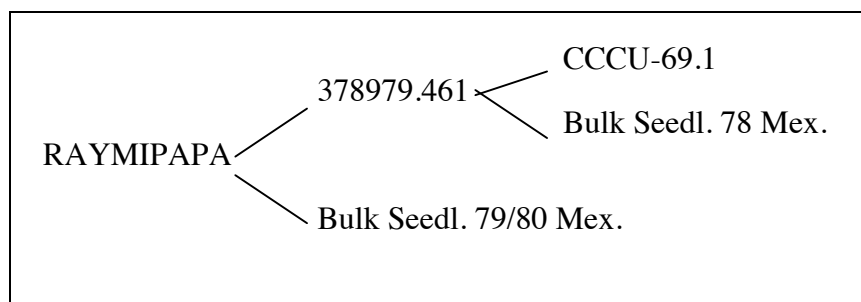 CCCU-69.1
378979.461
Bulk Seedl. 78 Mex.
RAYMIPAPA
Bulk Seedl. 79/80 Mex.